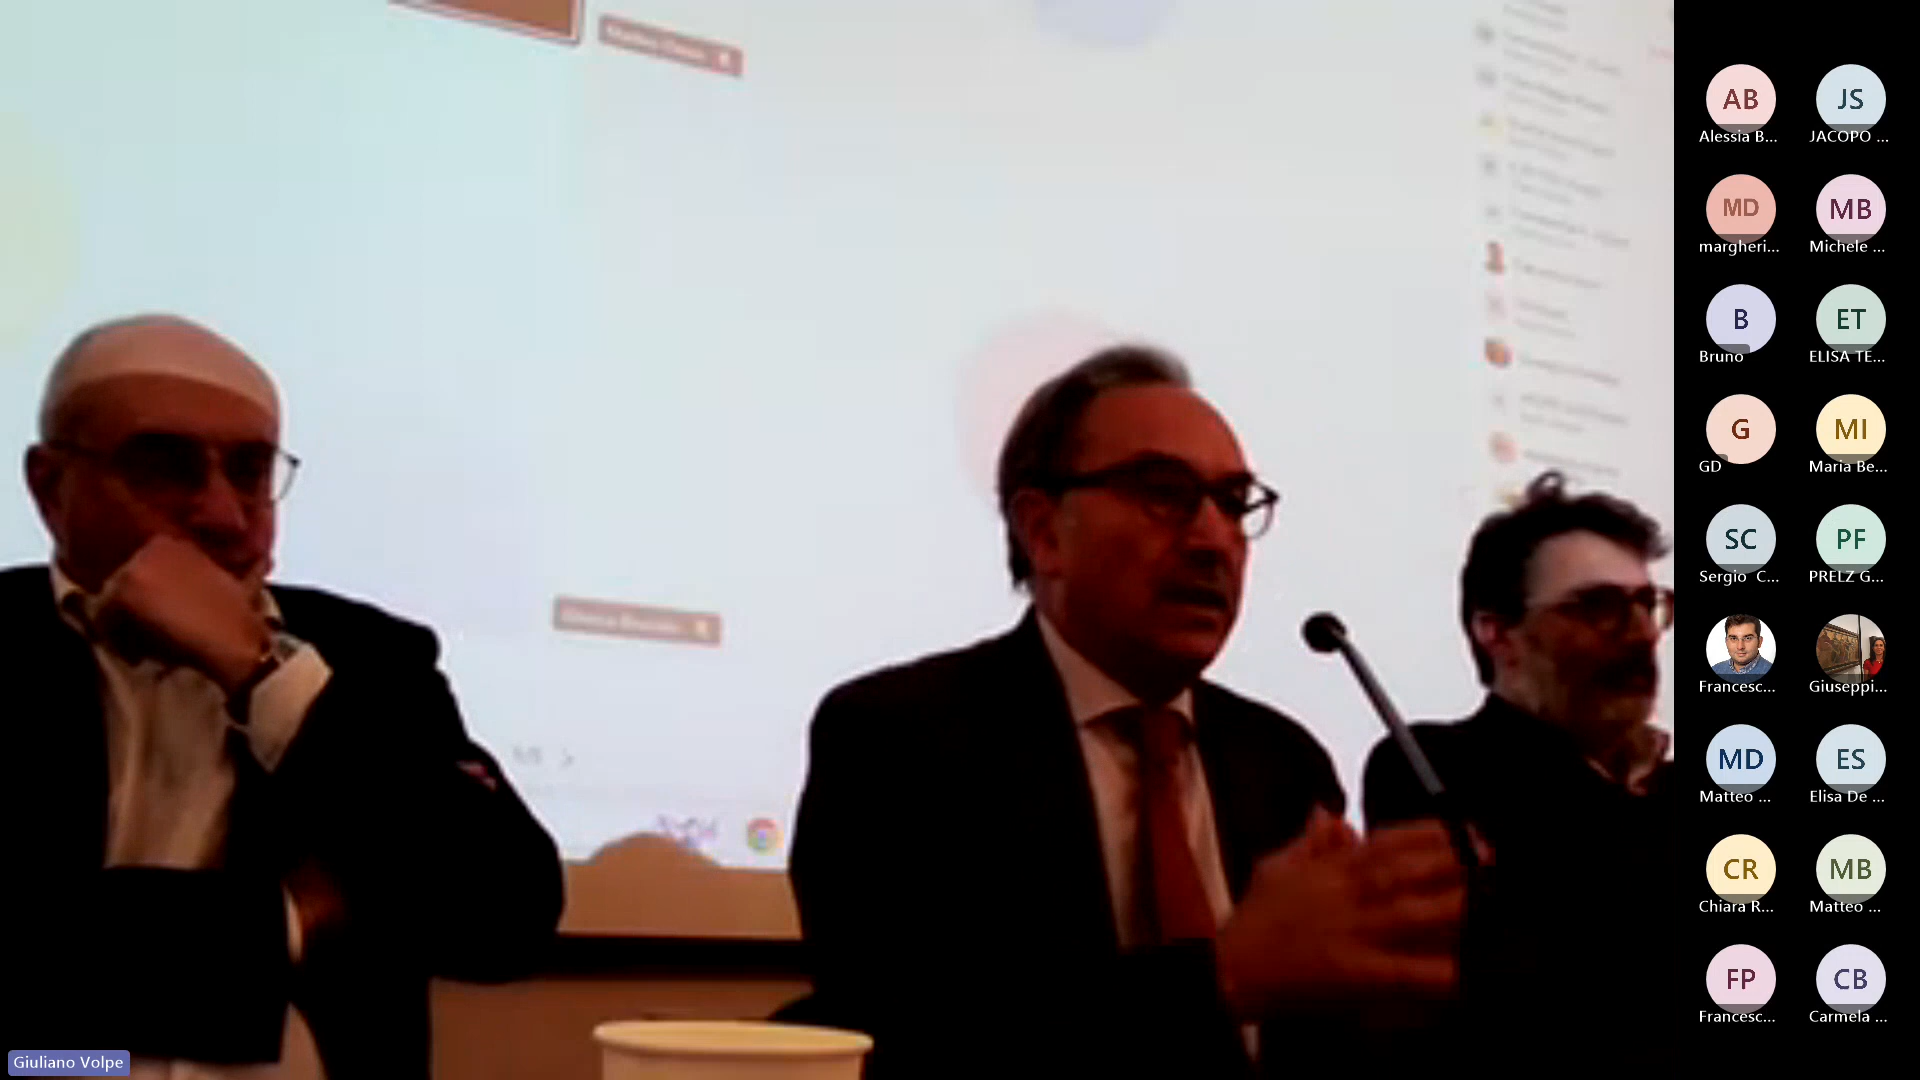 AB
JS
Alessia B...
JACOPO ...
MD
MB
margheri...
Michele ...
B
ET
Bruno
ELISA TE...
G
MI
GD
Maria Be...
SC
PF
Sergio C...
PRELZ G...
Francesc...
Giuseppi...
MD
ES
Matteo ...
Elisa De ...
CR
MB
Chiara R...
Matteo ...
FP
CB
Francesc...
Carmela ...
Giuliano Volpe